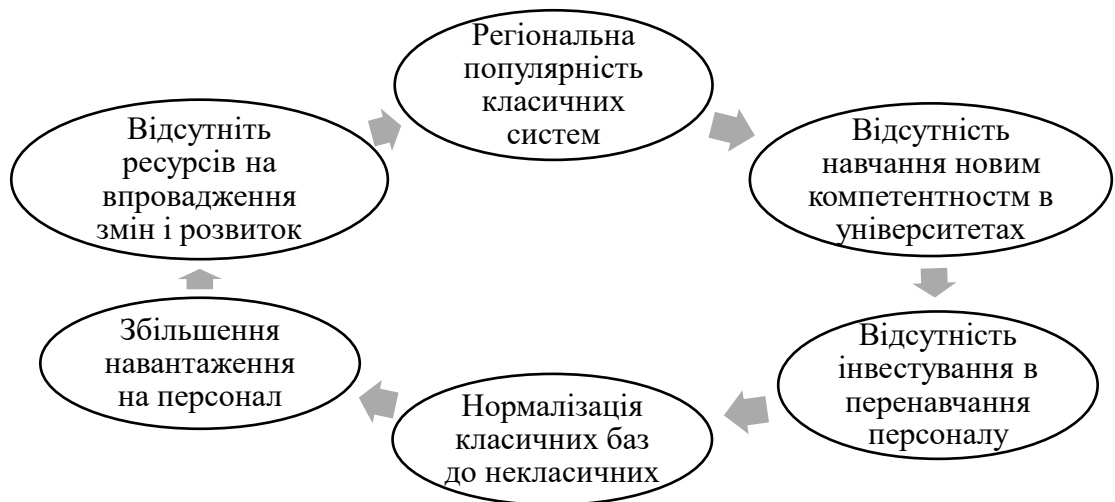 Регіональна
популярність
класичних
систем
Відсутність
навчання новим
компетентностм в
університетах
Відсутність
інвестування в
перенавчання
персоналу
Нормалізація
класичних баз
до некласичних
Збільшення
навантаження
на персонал
Відсутніть
ресурсів на
впровадження
змін і розвиток